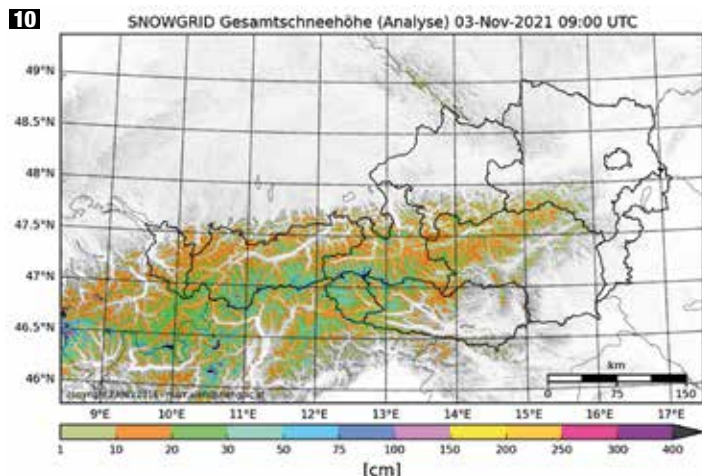 10
SNOWGRID Gesamtschneehöhe (Analyse) 03-Nov-2021 09:00 UTC
49°N
48.5°N
48°N
47.5°N
47°N
46.5°N
46°N
km
0 75 150
9°E 10°E 11°E 12°E 13°E 14°E 15°E 16°E 17°E
1 10 20 30 50 75 100 150 200 250 300 400
[cm]